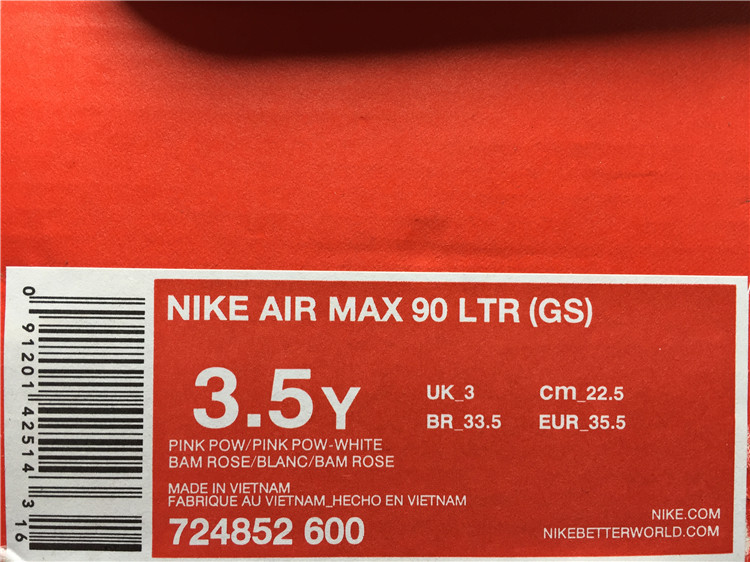 NIKE AIR MAX 90 LTR (GS)
3.5Y
UK_3 cm_22.5
BR_33.5 EUR_35.5
PINK POW/PINK POW-WHITE
BAM ROSE/BLANC/BAM ROSE
MADE IN VIETNAM
FABRIQUE AU VIETNAM_HECHO EN VIETNAM
724852 600
NIKE.COM
NIKEBETTERWORLD.COM
0 91201 42514 3 16